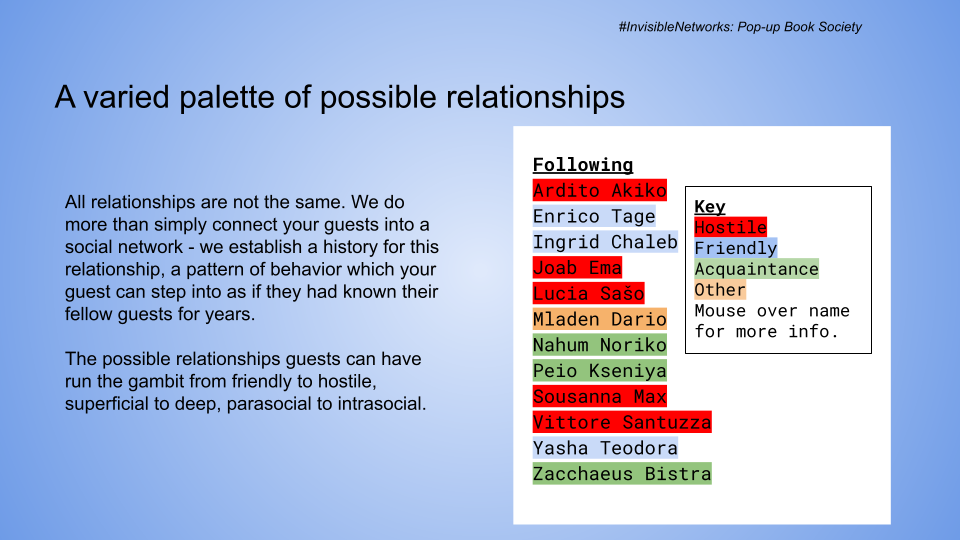 #InvisibleNetworks: Pop-up Book Society
A varied palette of possible relationships
All relationships are not the same. We do
more than simply connect your guests into a
social network - we establish a history for this
relationship, a pattern of behavior which your
guest can step into as if they had known their
fellow guests for years.
The possible relationships guests can have
run the gambit from friendly to hostile,
superficial to deep, parasocial to intrasocial.
Following
Ardito Akiko
Enrico Tage
Ingrid Chaleb
Joab Ema
Lucia Sašo
Mladen Dario
Nahum Noriko
Peio Kseniya
Sousanna Max
Vittore Santuzza
Yasha Teodora
Zacchaeus Bistra
Key
Hostile
Friendly
Acquaintance
Other
Mouse over name
for more info.